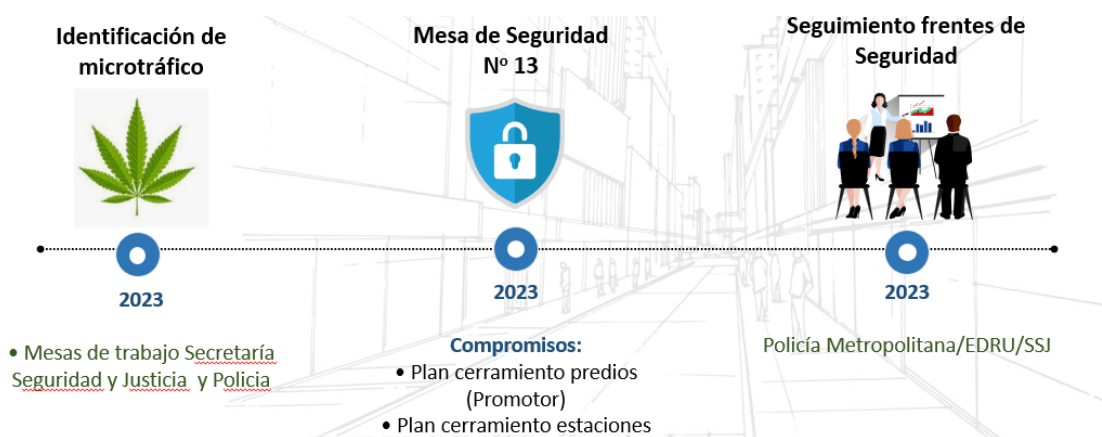 Identificación de
microtráfico
Mesa de Seguridad
Nº 13
Seguimiento frentes de
Seguridad
2023
2023
2023
• Mesas de trabajo Secretaría
Seguridad y Justicia y Policia
Compromisos:
• Plan cerramiento predios
(Promotor)
• Plan cerramiento estaciones
Policía Metropolitana/EDRU/SSJ